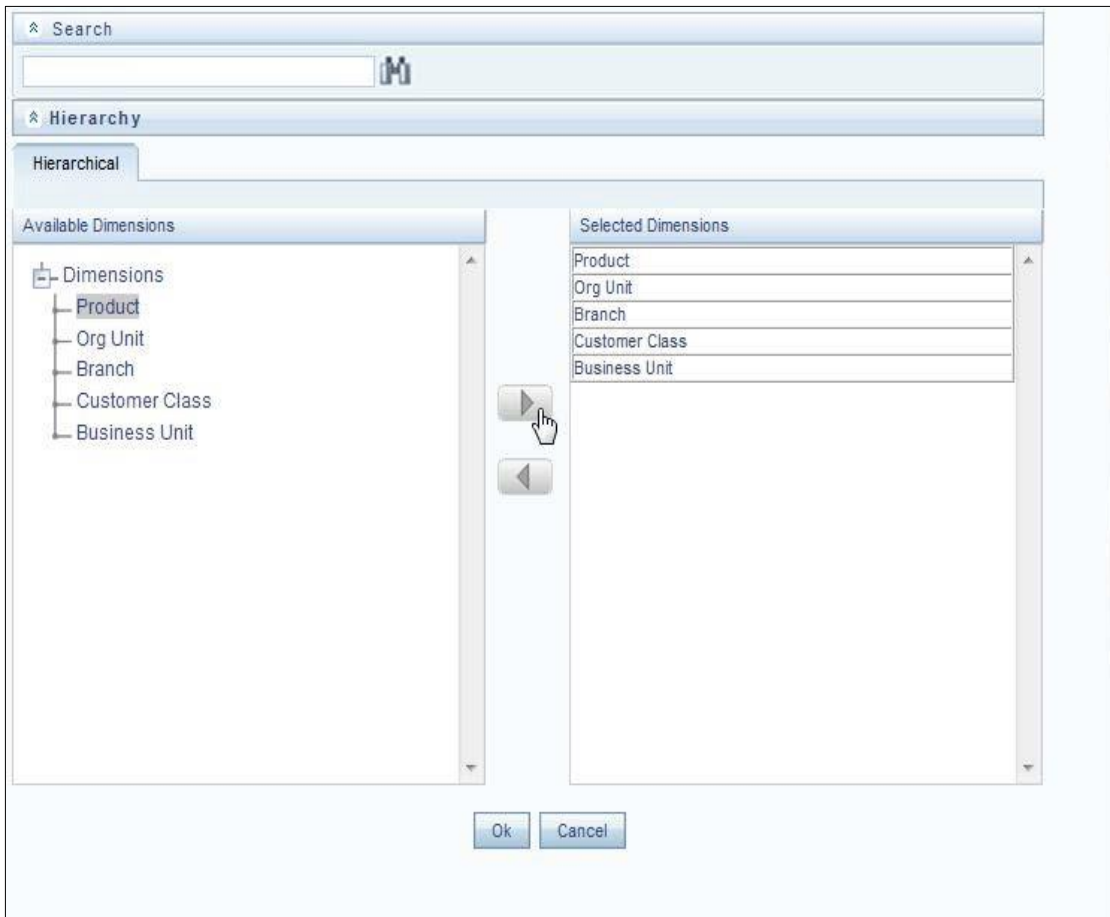 Search
Hierarchy
Hierarchical
Available Dimensions
Dimensions
Product
Org Unit
Branch
Customer Class
Business Unit
Selected Dimensions
Product
Org Unit
Branch
Customer Class
Business Unit
Ok
Cancel